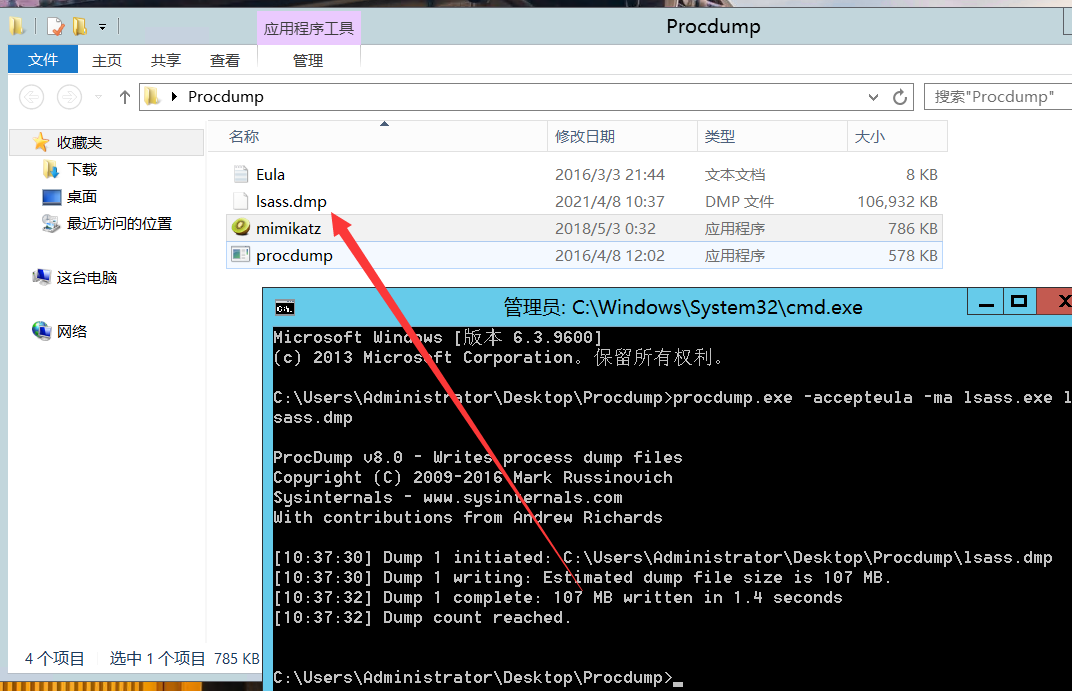 应用程序工具
Procdump
文件 主页 共享 查看 管理
Procdump
搜索"Procdump"
名称 修改日期 类型 大小
收藏夹
下载
桌面
最近访问的位置
这台电脑
网络
Eula 2016/3/3 21:44 文本文档 8 KB
lsass.dmp 2021/4/8 10:37 DMP 文件 106,932 KB
mimikatz 2018/5/3 0:32 应用程序 786 KB
procdump 2016/4/8 12:02 应用程序 578 KB
管理员: C:\Windows\System32\cmd.exe
Microsoft Windows [版本 6.3.9600]
(c) 2013 Microsoft Corporation。保留所有权利。
C:\Users\Administrator\Desktop\Procdump>procdump.exe -accepteula -ma lsass.exe l
sass.dmp
ProcDump v8.0 - Writes process dump files
Copyright (C) 2009-2016 Mark Russinovich
Sysinternals - www.sysinternals.com
With contributions from Andrew Richards
[10:37:30] Dump 1 initiated: C:\Users\Administrator\Desktop\Procdump\lsass.dmp
[10:37:30] Dump 1 writing: Estimated dump file size is 107 MB.
[10:37:32] Dump 1 complete: 107 MB written in 1.4 seconds
[10:37:32] Dump count reached.
C:\Users\Administrator\Desktop\Procdump>
4 个项目 选中 1 个项目 785 KB